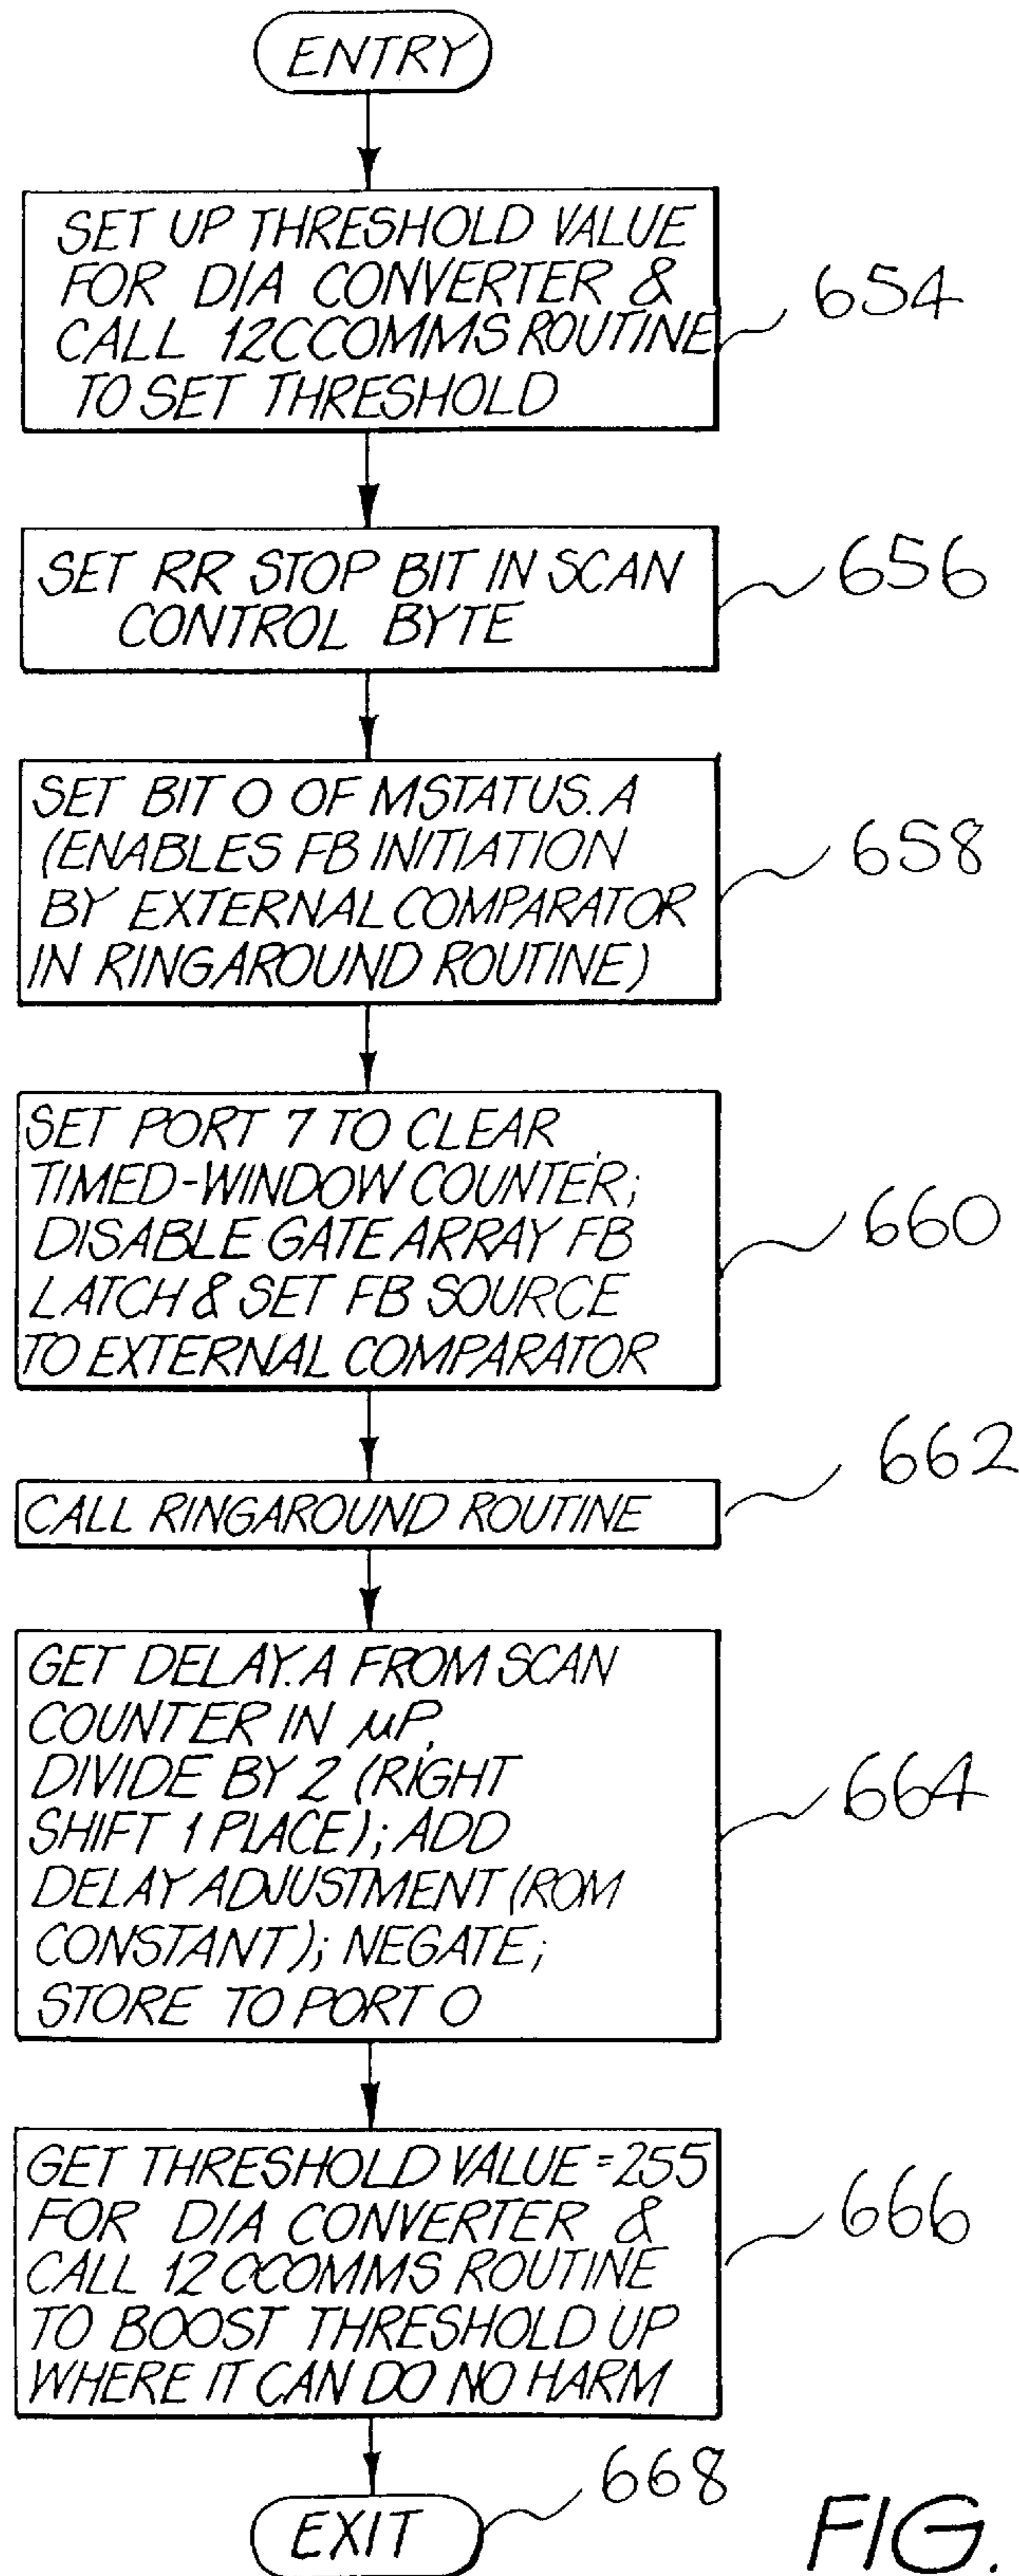 ENTRY
SET UP THRESHOLD VALUE
FOR D/A CONVERTER &
CALL 12CCOMMS ROUTINE
TO SET THRESHOLD
654
SET RR STOP BIT IN SCAN
CONTROL BYTE
656
SET BIT 0 OF MSTATUS.A
(ENABLES FB INITIATION
BY EXTERNAL COMPARATOR
IN RINGAROUND ROUTINE)
658
SET PORT 7 TO CLEAR
TIMED-WINDOW COUNTER;
DISABLE GATE ARRAY FB
LATCH & SET FB SOURCE
TO EXTERNAL COMPARATOR
660
CALL RINGAROUND ROUTINE
662
GET DELAY.A FROM SCAN
COUNTER IN µP,
DIVIDE BY 2 (RIGHT
SHIFT 1 PLACE); ADD
DELAY ADJUSTMENT (ROM
CONSTANT); NEGATE;
STORE TO PORT 0
664
GET THRESHOLD VALUE = 255
FOR D/A CONVERTER &
CALL 12CCOMMS ROUTINE
TO BOOST THRESHOLD UP
WHERE IT CAN DO NO HARM
666
EXIT
668
FIG.